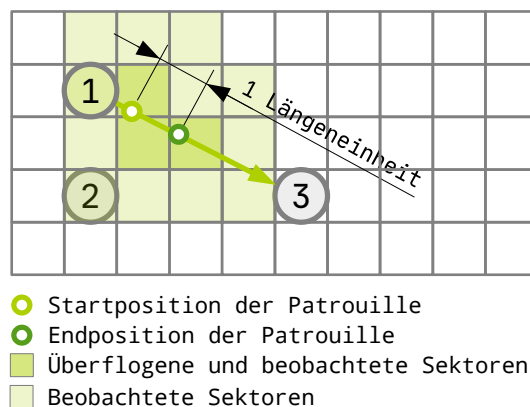 1
1 Längeneinheit
2
3
Startposition der Patrouille
Endposition der Patrouille
Überflogene und beobachtete Sektoren
Beobachtete Sektoren